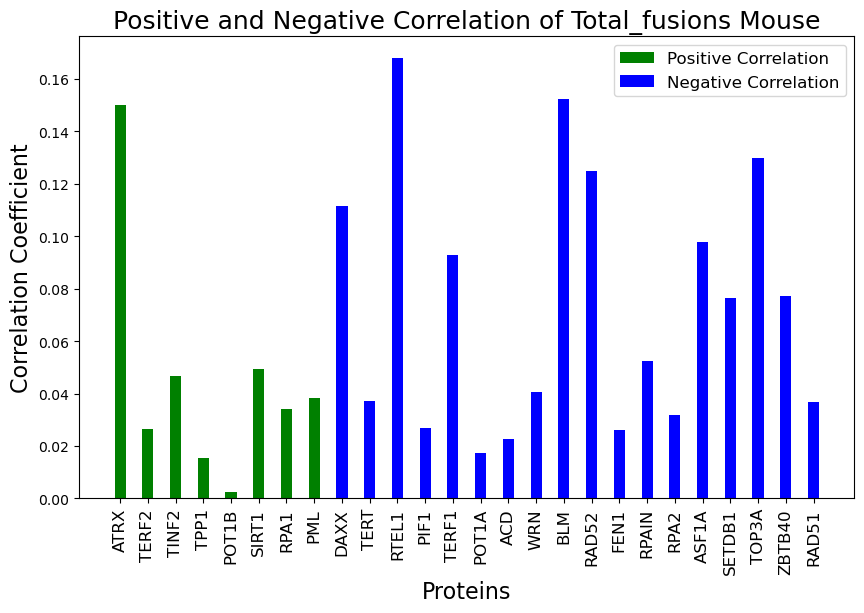 Positive and Negative Correlation of Total_fusions Mouse
Positive Correlation
Negative Correlation
Correlation Coefficient
0.16
0.14
0.12
0.10
0.08
0.06
0.04
0.02
0.00
ATRX
TERF2
TINF2
TPP1
POT1B
SIRT1
RPA1
PML
DAXX
TERT
RTEL1
PIF1
TERF1
POT1A
ACD
WRN
BLM
RAD52
FEN1
RPAIN
RPA2
ASF1A
SETDB1
TOP3A
ZBTB40
RAD51
Proteins